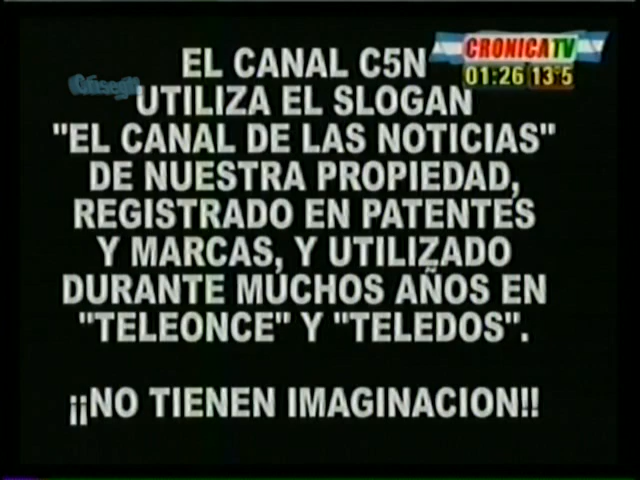 CRONICA TV
01:26 13°5
EL CANAL C5N
UTILIZA EL SLOGAN
"EL CANAL DE LAS NOTICIAS"
DE NUESTRA PROPIEDAD,
REGISTRADO EN PATENTES
Y MARCAS, Y UTILIZADO
DURANTE MUCHOS AÑOS EN
"TELEONCE" Y "TELEDOS".
¡¡NO TIENEN IMAGINACION!!